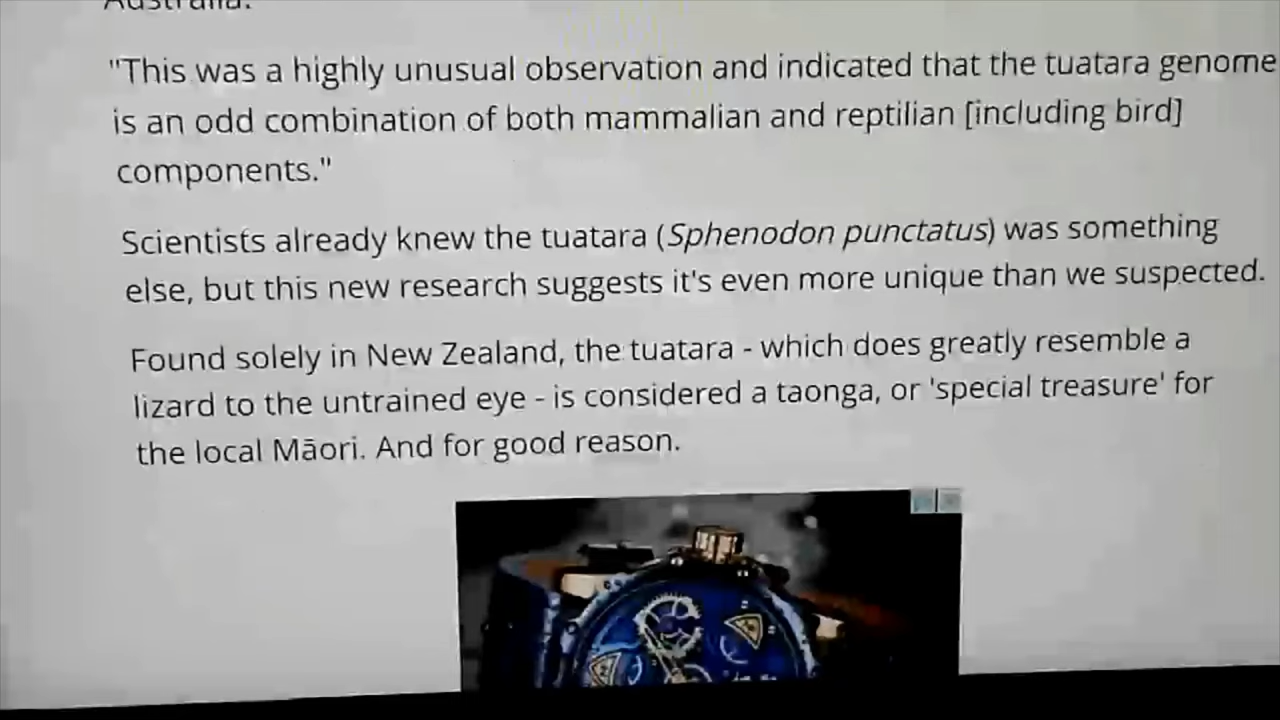 Australia.
"This was a highly unusual observation and indicated that the tuatara genome
is an odd combination of both mammalian and reptilian [including bird]
components."
Scientists already knew the tuatara (Sphenodon punctatus) was something
else, but this new research suggests it's even more unique than we suspected.
Found solely in New Zealand, the tuatara - which does greatly resemble a
lizard to the untrained eye - is considered a taonga, or 'special treasure' for
the local Māori. And for good reason.